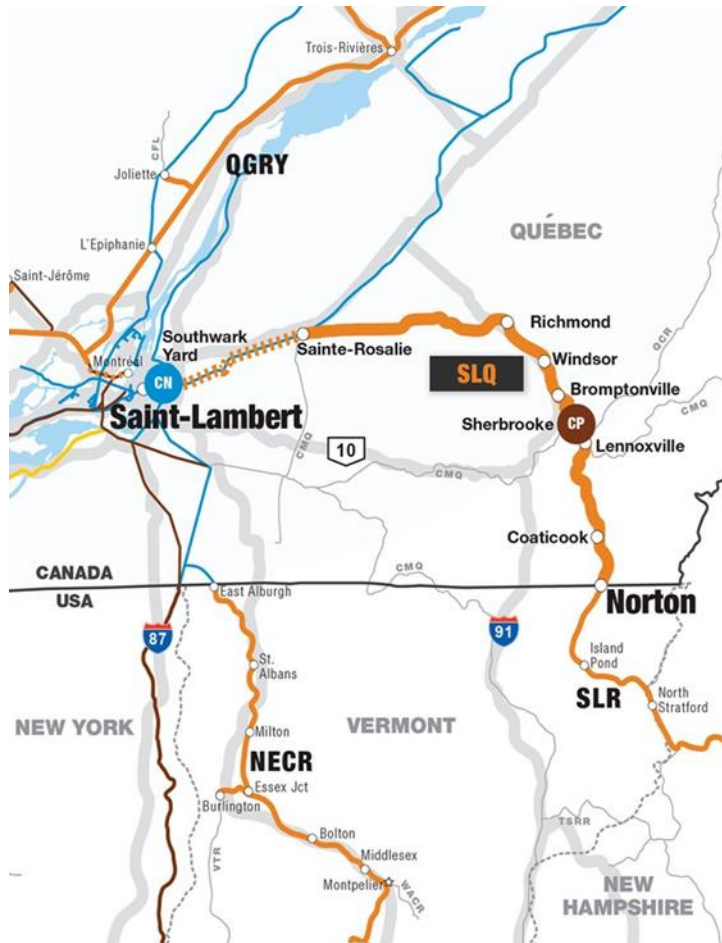 Trois-Rivières
CFL
QGRY
Joliette
QUÉBEC
L'Epiphanie
Saint-Jérôme
Southwark
Yard
Montréal
CN
Saint-Lambert
Sainte-Rosalie
Richmond
Windsor
SLQ
Bromptonville
QCR
CMQ
Sherbrooke
CP
Lennoxville
CMQ
10
CMQ
Coaticook
CANADA
USA
CMQ
East Alburgh
Norton
87
91
St.
Albans
Island
Pond
SLR
North
Stratford
NEW YORK
VERMONT
Milton
NECR
Essex Jct
Burlington
Bolton
TSRR
VTR
Middlesex
Montpelier
WACR
NEW
HAMPSHIRE